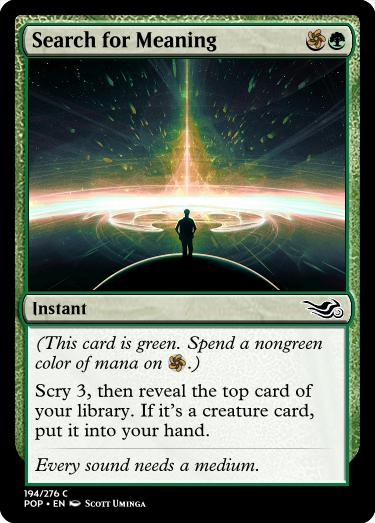 Search for Meaning
Instant
(This card is green. Spend a nongreen
color of mana on .)
Scry 3, then reveal the top card of
your library. If it's a creature card,
put it into your hand.
Every sound needs a medium.
194/276 C
POP • EN Scott Uminga